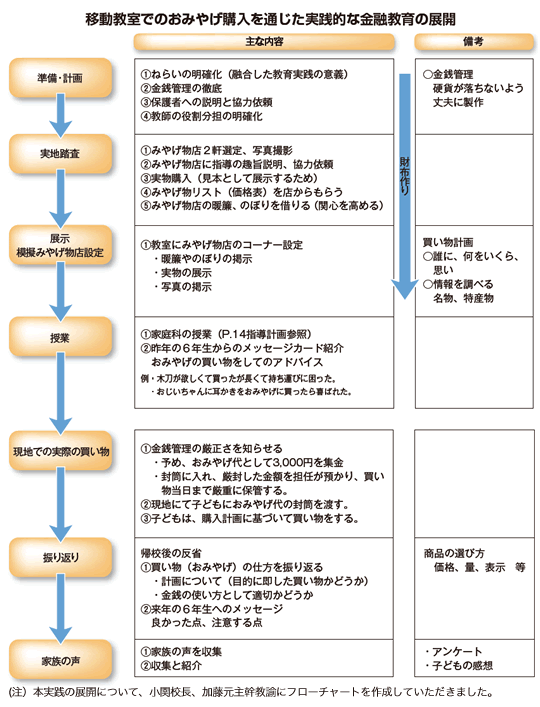 移動教室でのおみやげ購入を通じた実践的な金融教育の展開
主な内容
備考
準備・計画
①ねらいの明確化（融合した教育実践の意義）
②金銭管理の徹底
③保護者への説明と協力依頼
④教師の役割分担の明確化
○金銭管理
硬貨が落ちないよう
丈夫に製作
財布作り
実地踏査
①みやげ物店２軒選定、写真撮影
②みやげ物店に指導の趣旨説明、協力依頼
③実物購入（見本として展示するため）
④みやげ物リスト（価格表）を店からもらう
⑤みやげ物店の暖簾、のぼりを借りる（関心を高める）
展示
模擬みやげ物店設定
①教室にみやげ物店のコーナー設定
・暖簾やのぼりの掲示
・実物の展示
・写真の掲示
買い物計画
○誰に、何をいくら、
思い
○情報を調べる
名物、特産物
授業
①家庭科の授業（P.14指導計画参照）
②昨年の６年生からのメッセージカード紹介
おみやげの買い物をしてのアドバイス
例・木刀が欲しくて買ったが長くて持ち運びに困った。
・おじいちゃんに耳かきをおみやげに買ったら喜ばれた。
現地での実際の買い物
①金銭管理の厳正さを知らせる
・予め、おみやげ代として3,000円を集金
・封筒に入れ、厳封した金額を担任が預かり、買い
物当日まで厳重に保管する。
②現地にて子どもにおみやげ代の封筒を渡す。
③子どもは、購入計画に基づいて買い物をする。
振り返り
帰校後の反省
①買い物（おみやげ）の仕方を振り返る
・計画について（目的に即した買い物かどうか）
・金銭の使い方として適切かどうか
②来年の６年生へのメッセージ
良かった点、注意する点
商品の選び方
価格、量、表示　等
家族の声
①家族の声を収集
②収集と紹介
・アンケート
・子どもの感想
(注）本実践の展開について、小関校長、加藤元主幹教諭にフローチャートを作成していただきました。